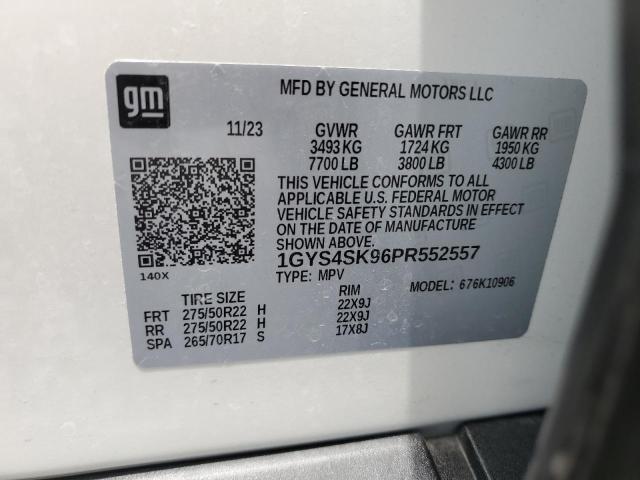 gm
MFD BY GENERAL MOTORS LLC
11/23 GVWR GAWR FRT GAWR RR
3493 KG 1724 KG 1950 KG
7700 LB 3800 LB 4300 LB
THIS VEHICLE CONFORMS TO ALL
APPLICABLE U.S. FEDERAL MOTOR
VEHICLE SAFETY STANDARDS IN EFFECT
ON THE DATE OF MANUFACTURE
SHOWN ABOVE.
1GYS4SK96PR552557
140X
TYPE: MPV MODEL: 676K10906
TIRE SIZE RIM
FRT 275/50R22 H 22X9J
RR 275/50R22 H 22X9J
SPA 265/70R17 S 17X8J